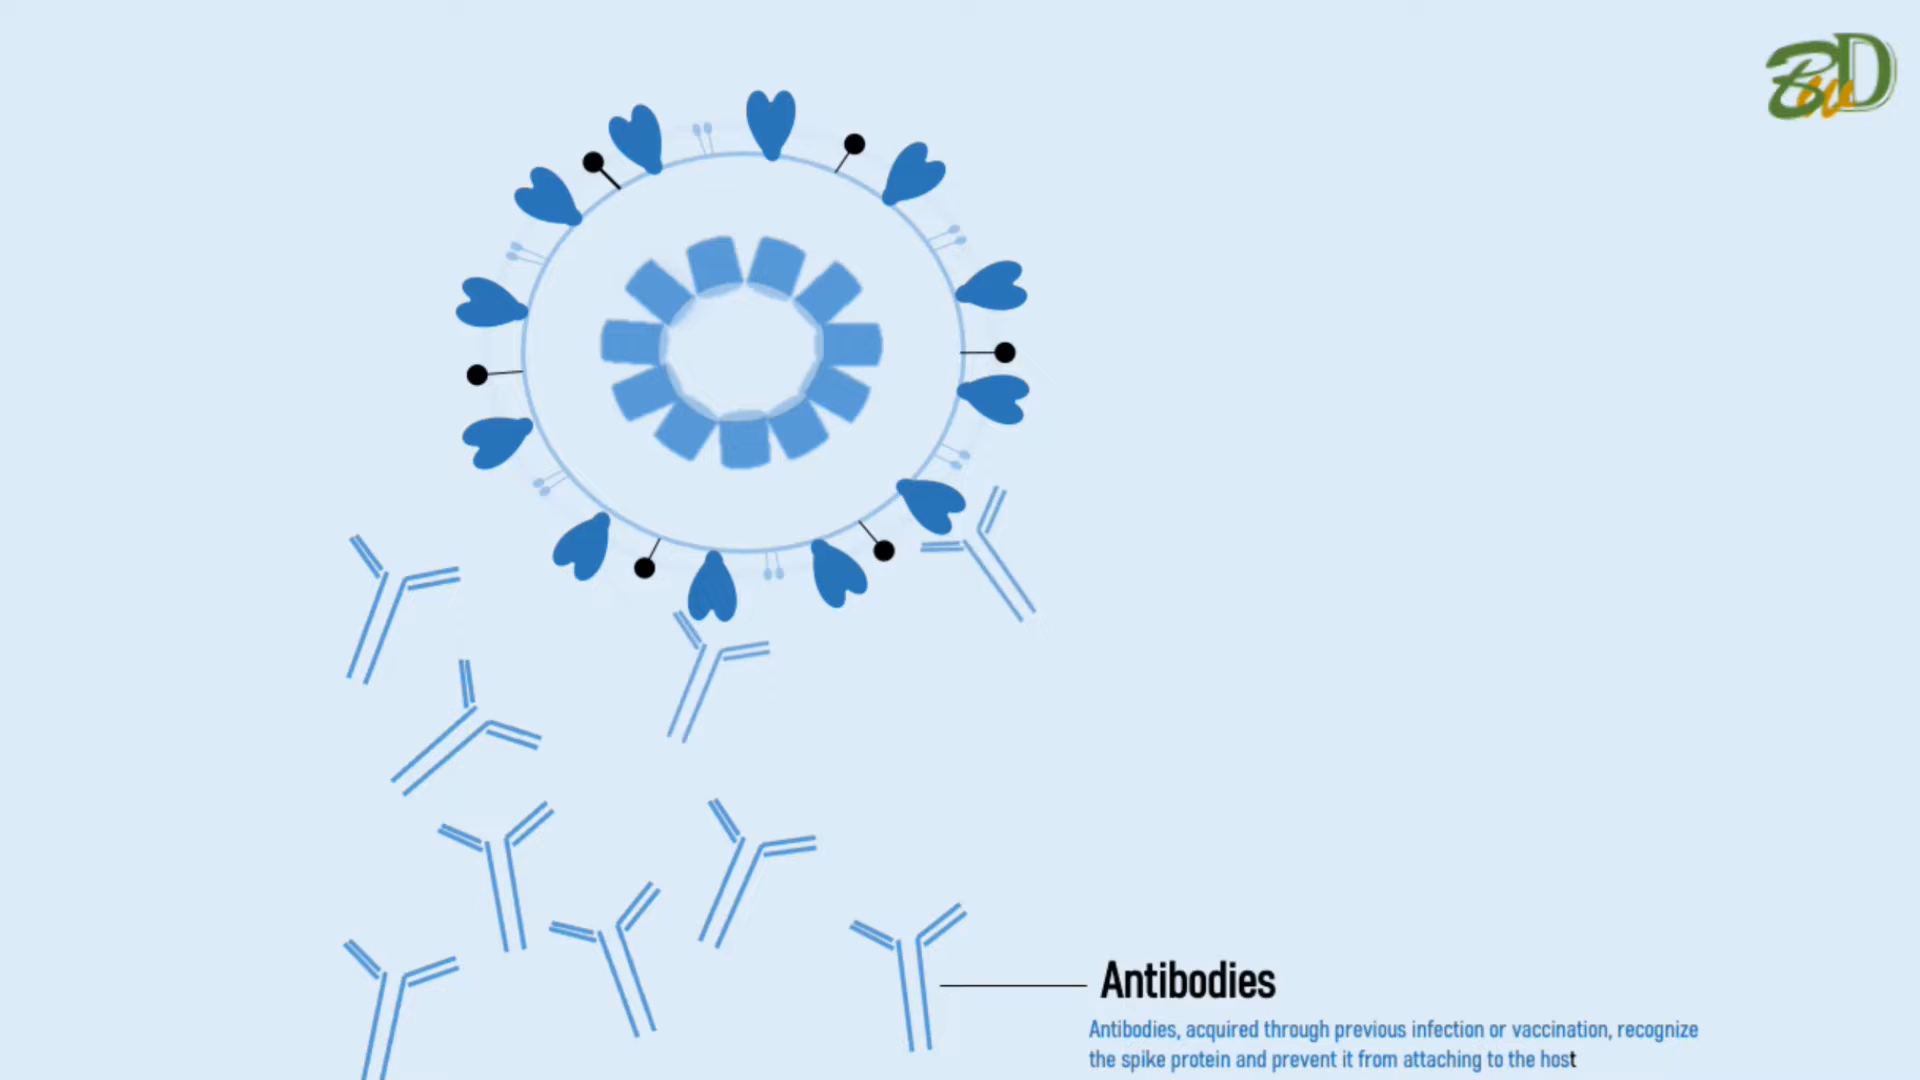 BwD
Antibodies
Antibodies, acquired through previous infection or vaccination, recognize
the spike protein and prevent it from attaching to the host